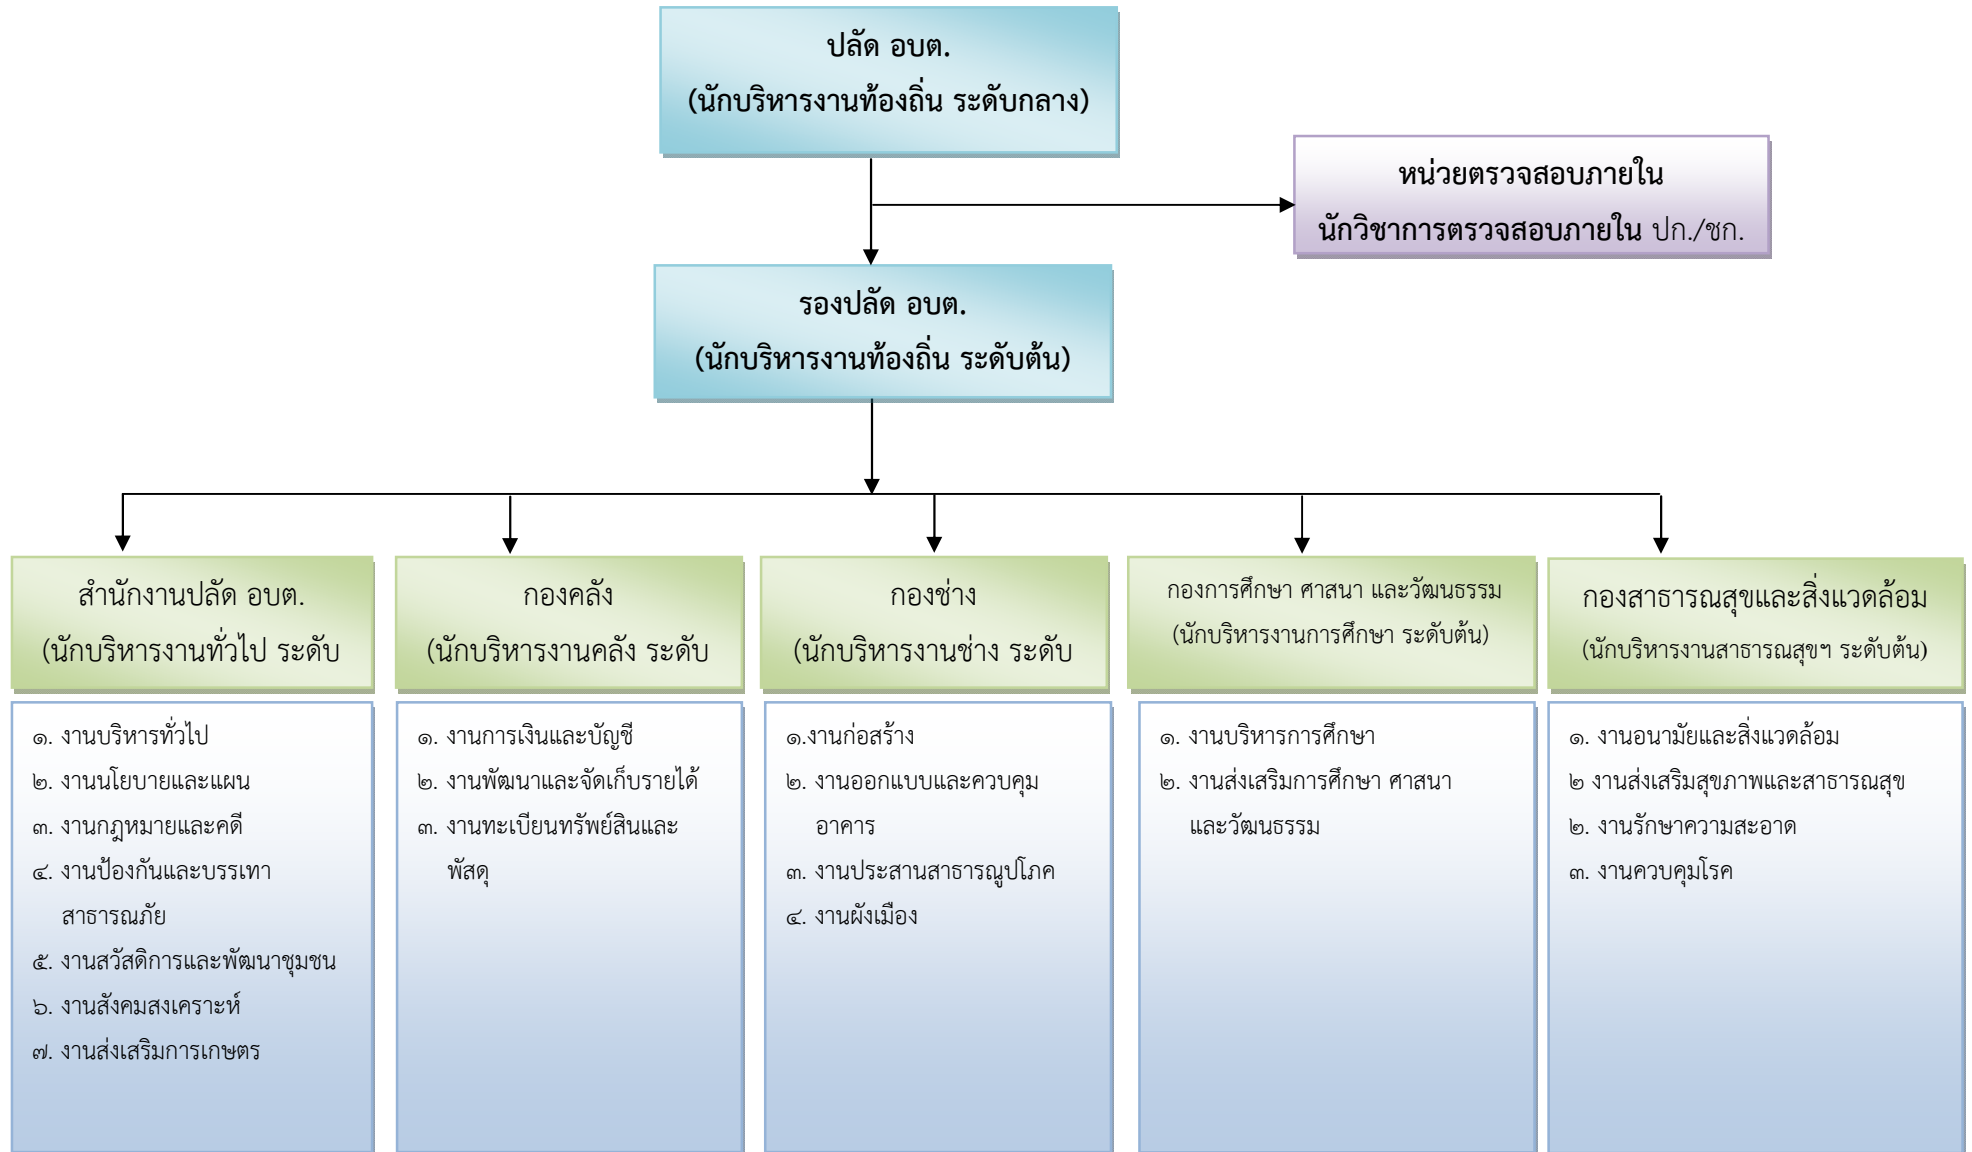 ปลัด อบต.
(นักบริหารงานท้องถิ่น ระดับกลาง)
หน่วยตรวจสอบภายใน
นักวิชาการตรวจสอบภายใน ปก./ชก.
รองปลัด อบต.
(นักบริหารงานท้องถิ่น ระดับต้น)
สำนักงานปลัด อบต.
(นักบริหารงานทั่วไป ระดับ
๑. งานบริหารทั่วไป
๒. งานนโยบายและแผน
๓. งานกฎหมายและคดี
๔. งานป้องกันและบรรเทา
สาธารณภัย
๕. งานสวัสดิการและพัฒนาชุมชน
๖. งานสังคมสงเคราะห์
๗. งานส่งเสริมการเกษตร
กองคลัง
(นักบริหารงานคลัง ระดับ
๑. งานการเงินและบัญชี
๒. งานพัฒนาและจัดเก็บรายได้
๓. งานทะเบียนทรัพย์สินและ
พัสดุ
กองช่าง
(นักบริหารงานช่าง ระดับ
๑.งานก่อสร้าง
๒. งานออกแบบและควบคุม
อาคาร
๓. งานประสานสาธารณูปโภค
๔. งานผังเมือง
กองการศึกษา ศาสนา และวัฒนธรรม
(นักบริหารงานการศึกษา ระดับต้น)
๑. งานบริหารการศึกษา
๒. งานส่งเสริมการศึกษา ศาสนา
และวัฒนธรรม
กองสาธารณสุขและสิ่งแวดล้อม
(นักบริหารงานสาธารณสุขฯ ระดับต้น)
๑. งานอนามัยและสิ่งแวดล้อม
๒ งานส่งเสริมสุขภาพและสาธารณสุข
๒. งานรักษาความสะอาด
๓. งานควบคุมโรค